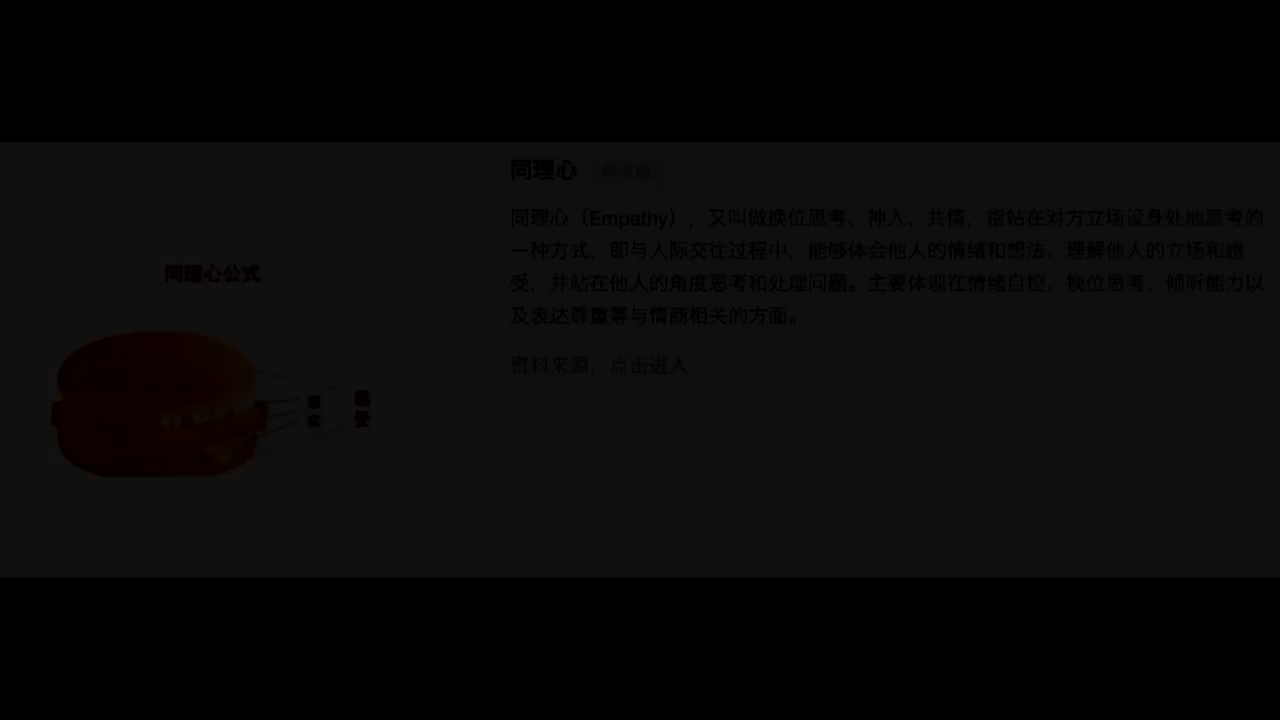 同理心
同理心（Empathy），又叫做换位思考、神入、共情，指站在对方立场设身处地思考的
一种方式，即与人际交往过程中，能够体会他人的情绪和想法、理解他人的立场和感
受，并站在他人的角度思考和处理问题。主要体现在情绪自控、换位思考、倾听能力以
及表达尊重等与情商相关的方面。
资料来源，点击进入
同理心公式
事实
感受